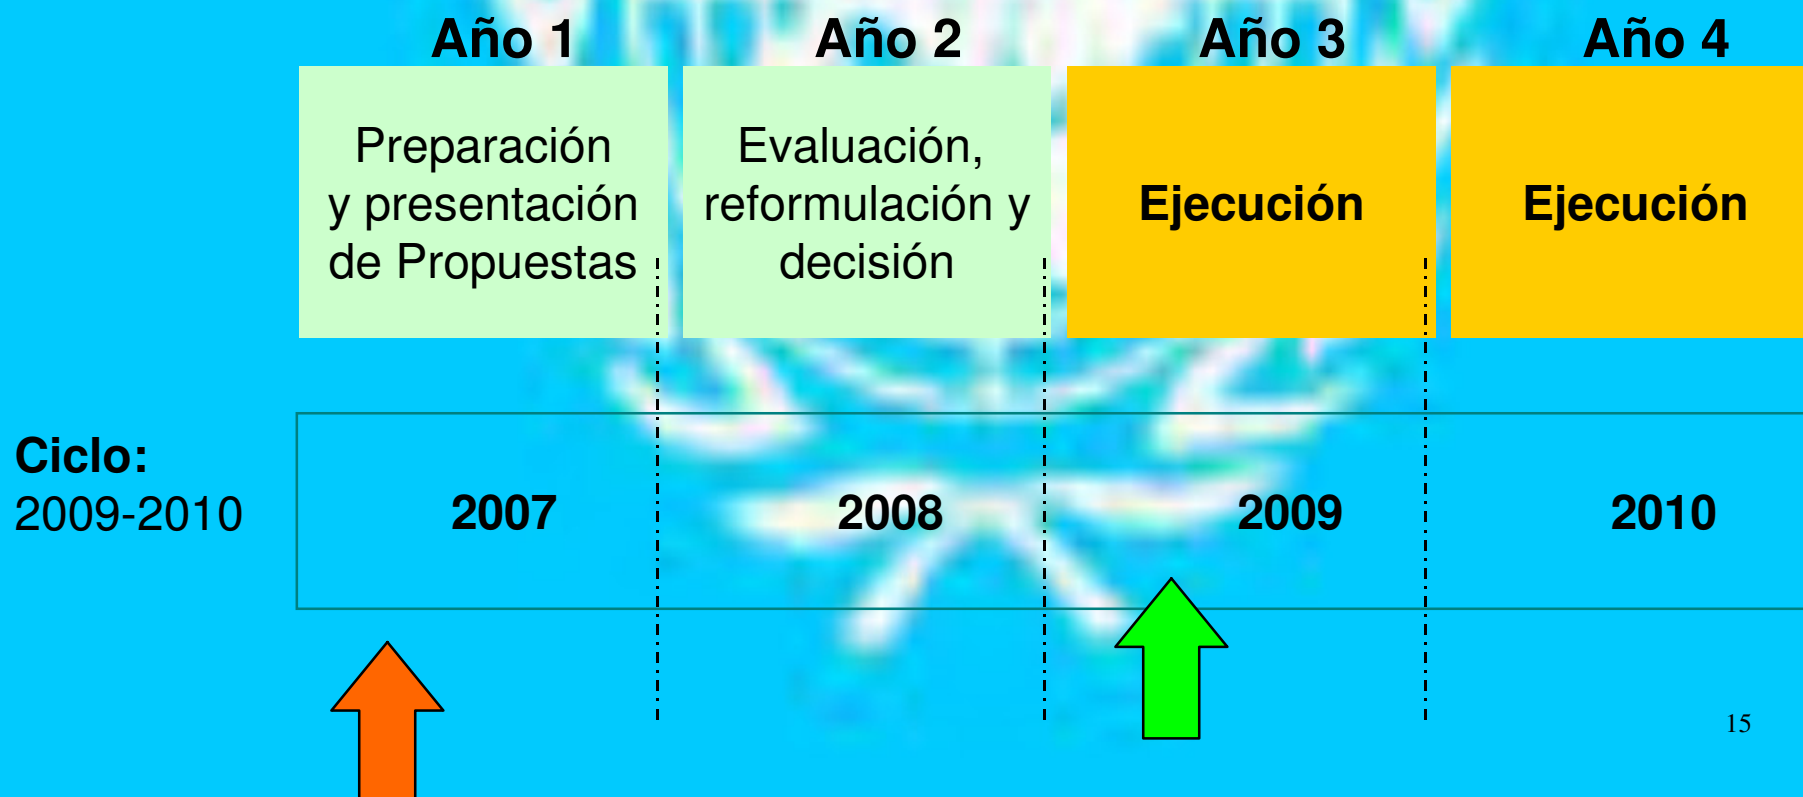 Año 1
Año 2
Año 3
Año 4
Preparación
y presentación
de Propuestas
Evaluación,
reformulación y
decisión
Ejecución
Ejecución
Ciclo:
2009-2010
2007
2008
2009
2010
15